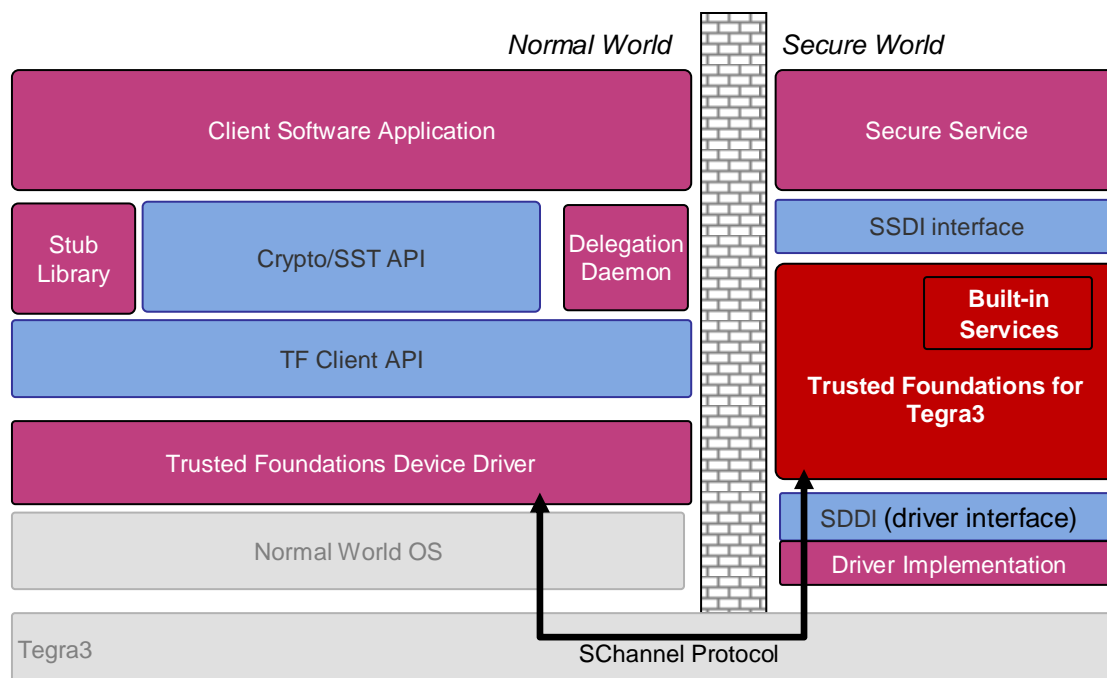 Normal World
Secure World
Client Software Application
Secure Service
Stub
Library
Crypto/SST API
Delegation
Daemon
SSDI interface
Built-in
Services
TF Client API
Trusted Foundations for
Tegra3
Trusted Foundations Device Driver
SDDI (driver interface)
Normal World OS
Driver Implementation
Tegra3
SChannel Protocol